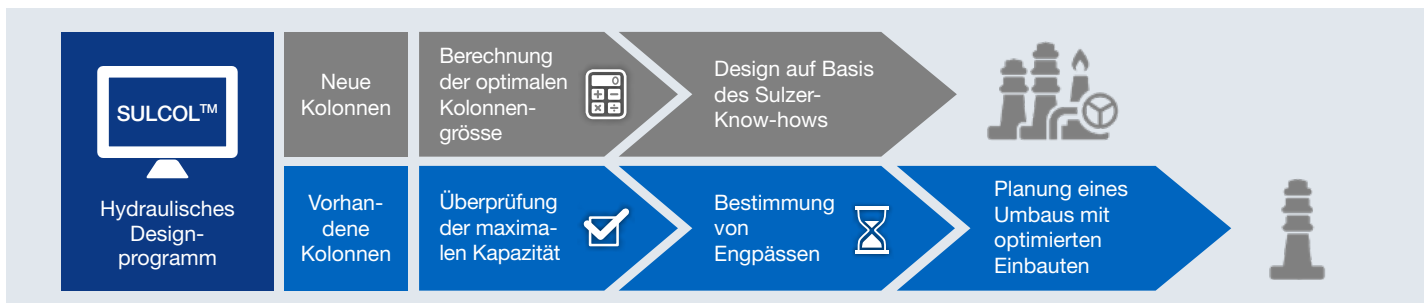 SULCOL™
Hydraulisches
Design-
programm
Neue
Kolonnen
Berechnung
der optimalen
Kolonnen-
grösse
Design auf Basis
des Sulzer-
Know-hows
Vorhan-
dene
Kolonnen
Überprüfung
der maxima-
len Kapazität
Bestimmung
von
Engpässen
Planung eines
Umbaus mit
optimierten
Einbauten